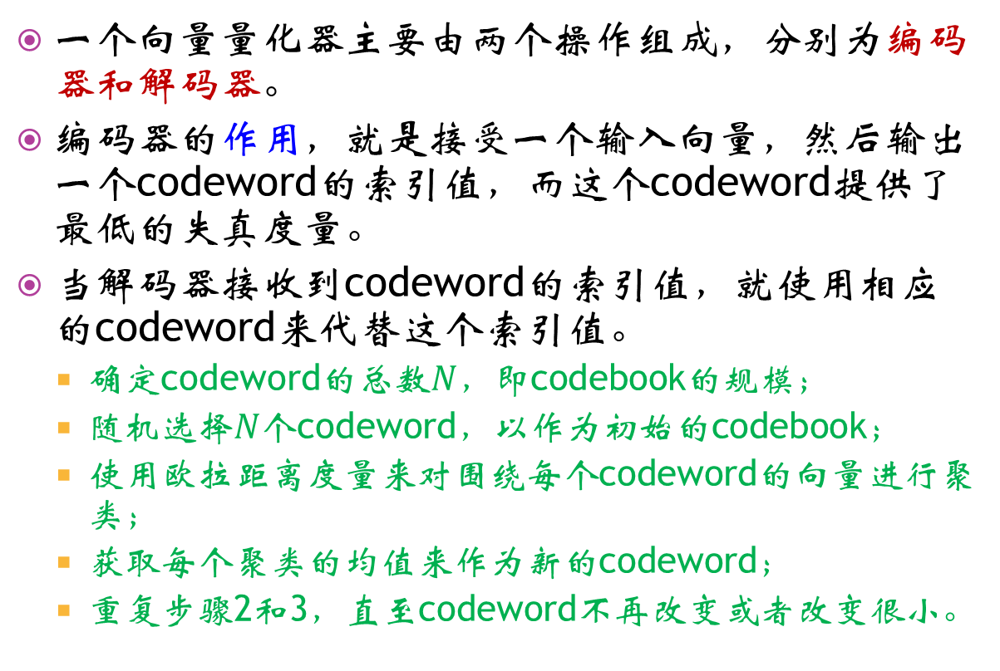 一个向量量化器主要由两个操作组成，分别为编码
器和解码器。
编码器的作用，就是接受一个输入向量，然后输出
一个codeword的索引值，而这个codeword提供了
最低的失真度量。
当解码器接收到codeword的索引值，就使用相应
的codeword来代替这个索引值。
确定codeword的总数N，即codebook的规模；
随机选择N个codeword，以作为初始的codebook；
使用欧拉距离度量来对围绕每个codeword的向量进行聚
类；
获取每个聚类的均值来作为新的codeword；
重复步骤2和3，直至codeword不再改变或者改变很小。